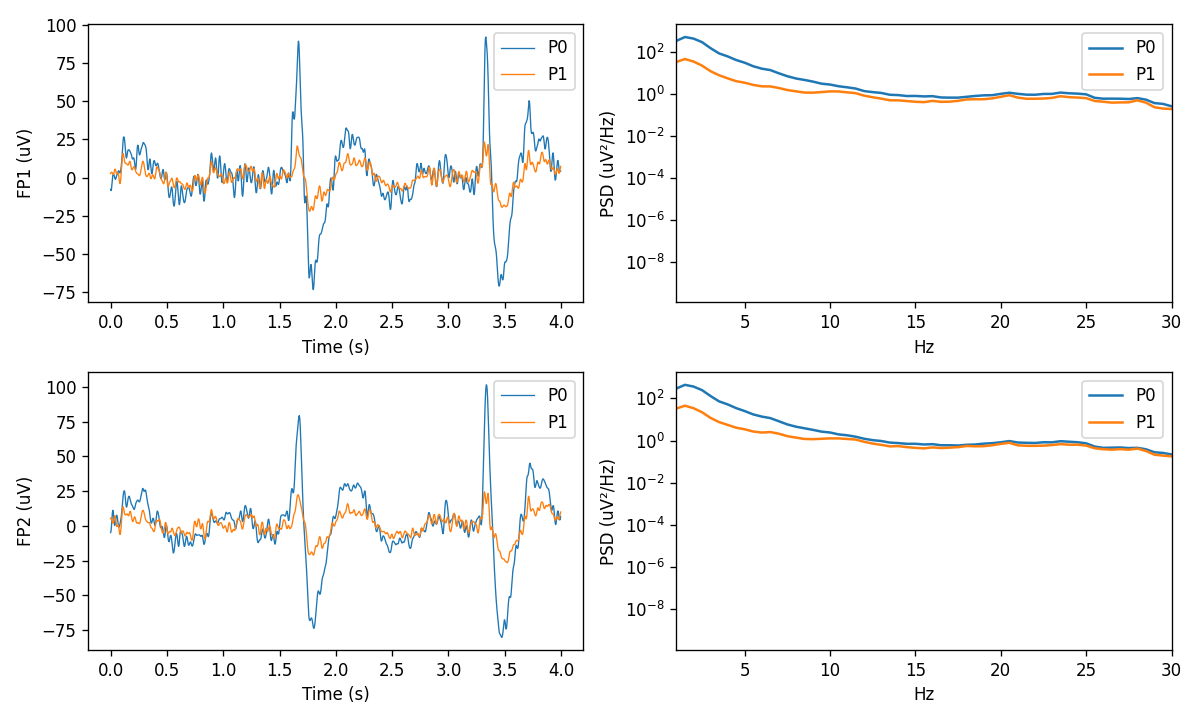 100
75
50
25
0
−25
−50
−75
FP1 (uV)
0.0 0.5 1.0 1.5 2.0 2.5 3.0 3.5 4.0
Time (s)
P0
P1
10² 
10⁰
10⁻²
10⁻⁴
10⁻⁶
10⁻⁸
PSD (uV²/Hz)
5 10 15 20 25 30
Hz
P0
P1
100
75
50
25
0
−25
−50
−75
FP2 (uV)
0.0 0.5 1.0 1.5 2.0 2.5 3.0 3.5 4.0
Time (s)
P0
P1
10²
10⁰
10⁻²
10⁻⁴
10⁻⁶
10⁻⁸
PSD (uV²/Hz)
5 10 15 20 25 30
Hz
P0
P1